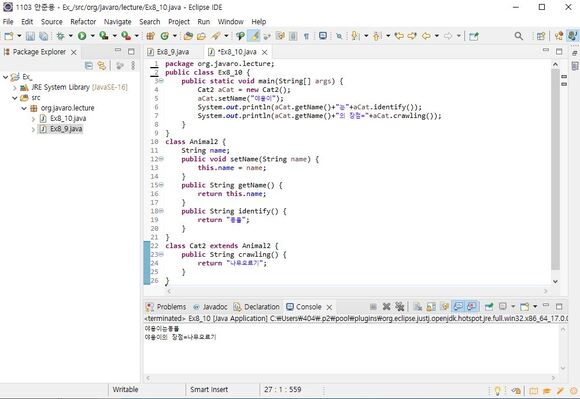 1103 안준용 - Ex_/src/org/javaro/lecture/Ex8_10.java - Eclipse IDE
File Edit Source Refactor Navigate Search Project Run Window Help
Package Explorer
Ex_
JRE System Library [JavaSE-16]
src
org.javaro.lecture
Ex8_10.java
Ex8_9.java
Ex8_9.java *Ex8_10.java
1 package org.javaro.lecture;
2 public class Ex8_10 {
3 public static void main(String[] args) {
4 Cat2 aCat = new Cat2();
5 aCat.setName("야옹이");
6 System.out.println(aCat.getName()+"는"+aCat.identify());
7 System.out.println(aCat.getName()+"의 장점="+aCat.crawling());
8 }
9 }
10 class Animal2 {
11 String name;
12 public void setName(String name) {
13 this.name = name;
14 }
15 public String getName() {
16 return this.name;
17 }
18 public String identify() {
19 return "동물";
20 }
21 }
22 class Cat2 extends Animal2 {
23 public String crawling() {
24 return "나무오르기";
25 }
26 }
Problems Javadoc Declaration Console
<terminated> Ex8_10 [Java Application] C:\Users\404\.p2\pool\plugins\org.eclipse.justj.openjdk.hotspot.jre.full.win32.x86_64_17.0.0
야옹이는동물
야옹이의 장점=나무오르기
Writable Smart Insert 27 : 1 : 559